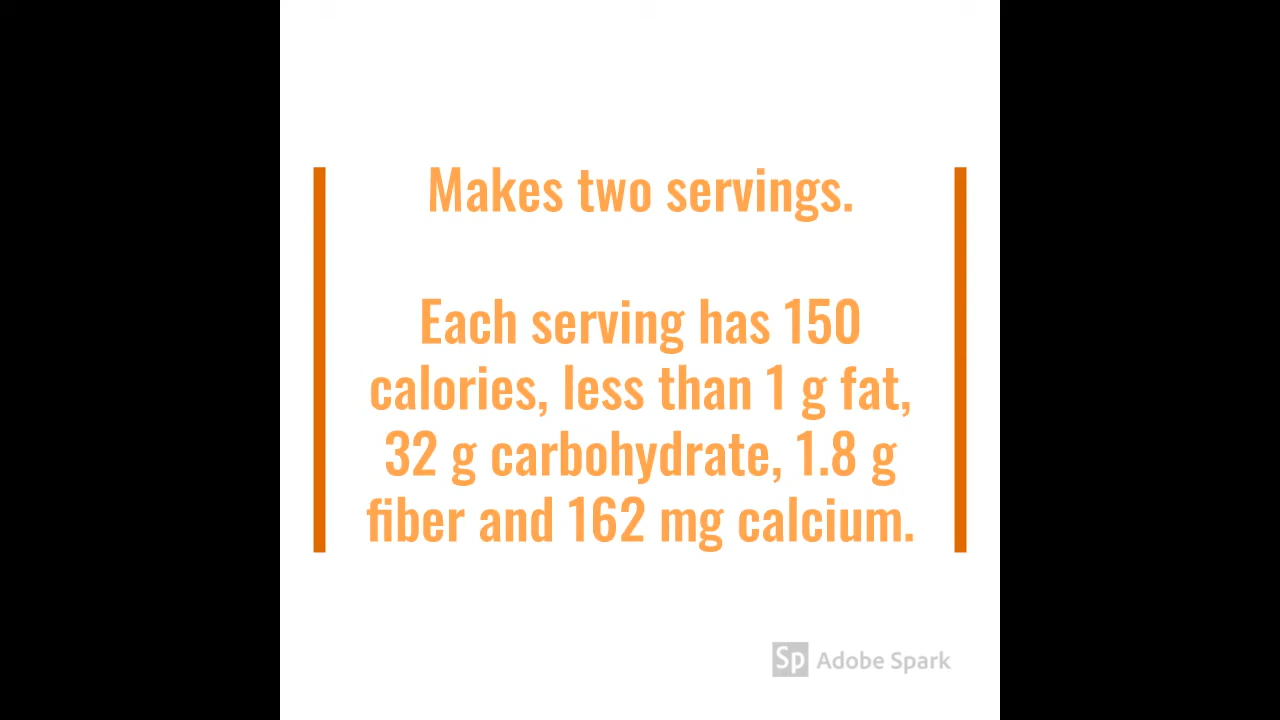 Makes two servings.
Each serving has 150
calories, less than 1 g fat,
32 g carbohydrate, 1.8 g
fiber and 162 mg calcium.
Sp Adobe Spark